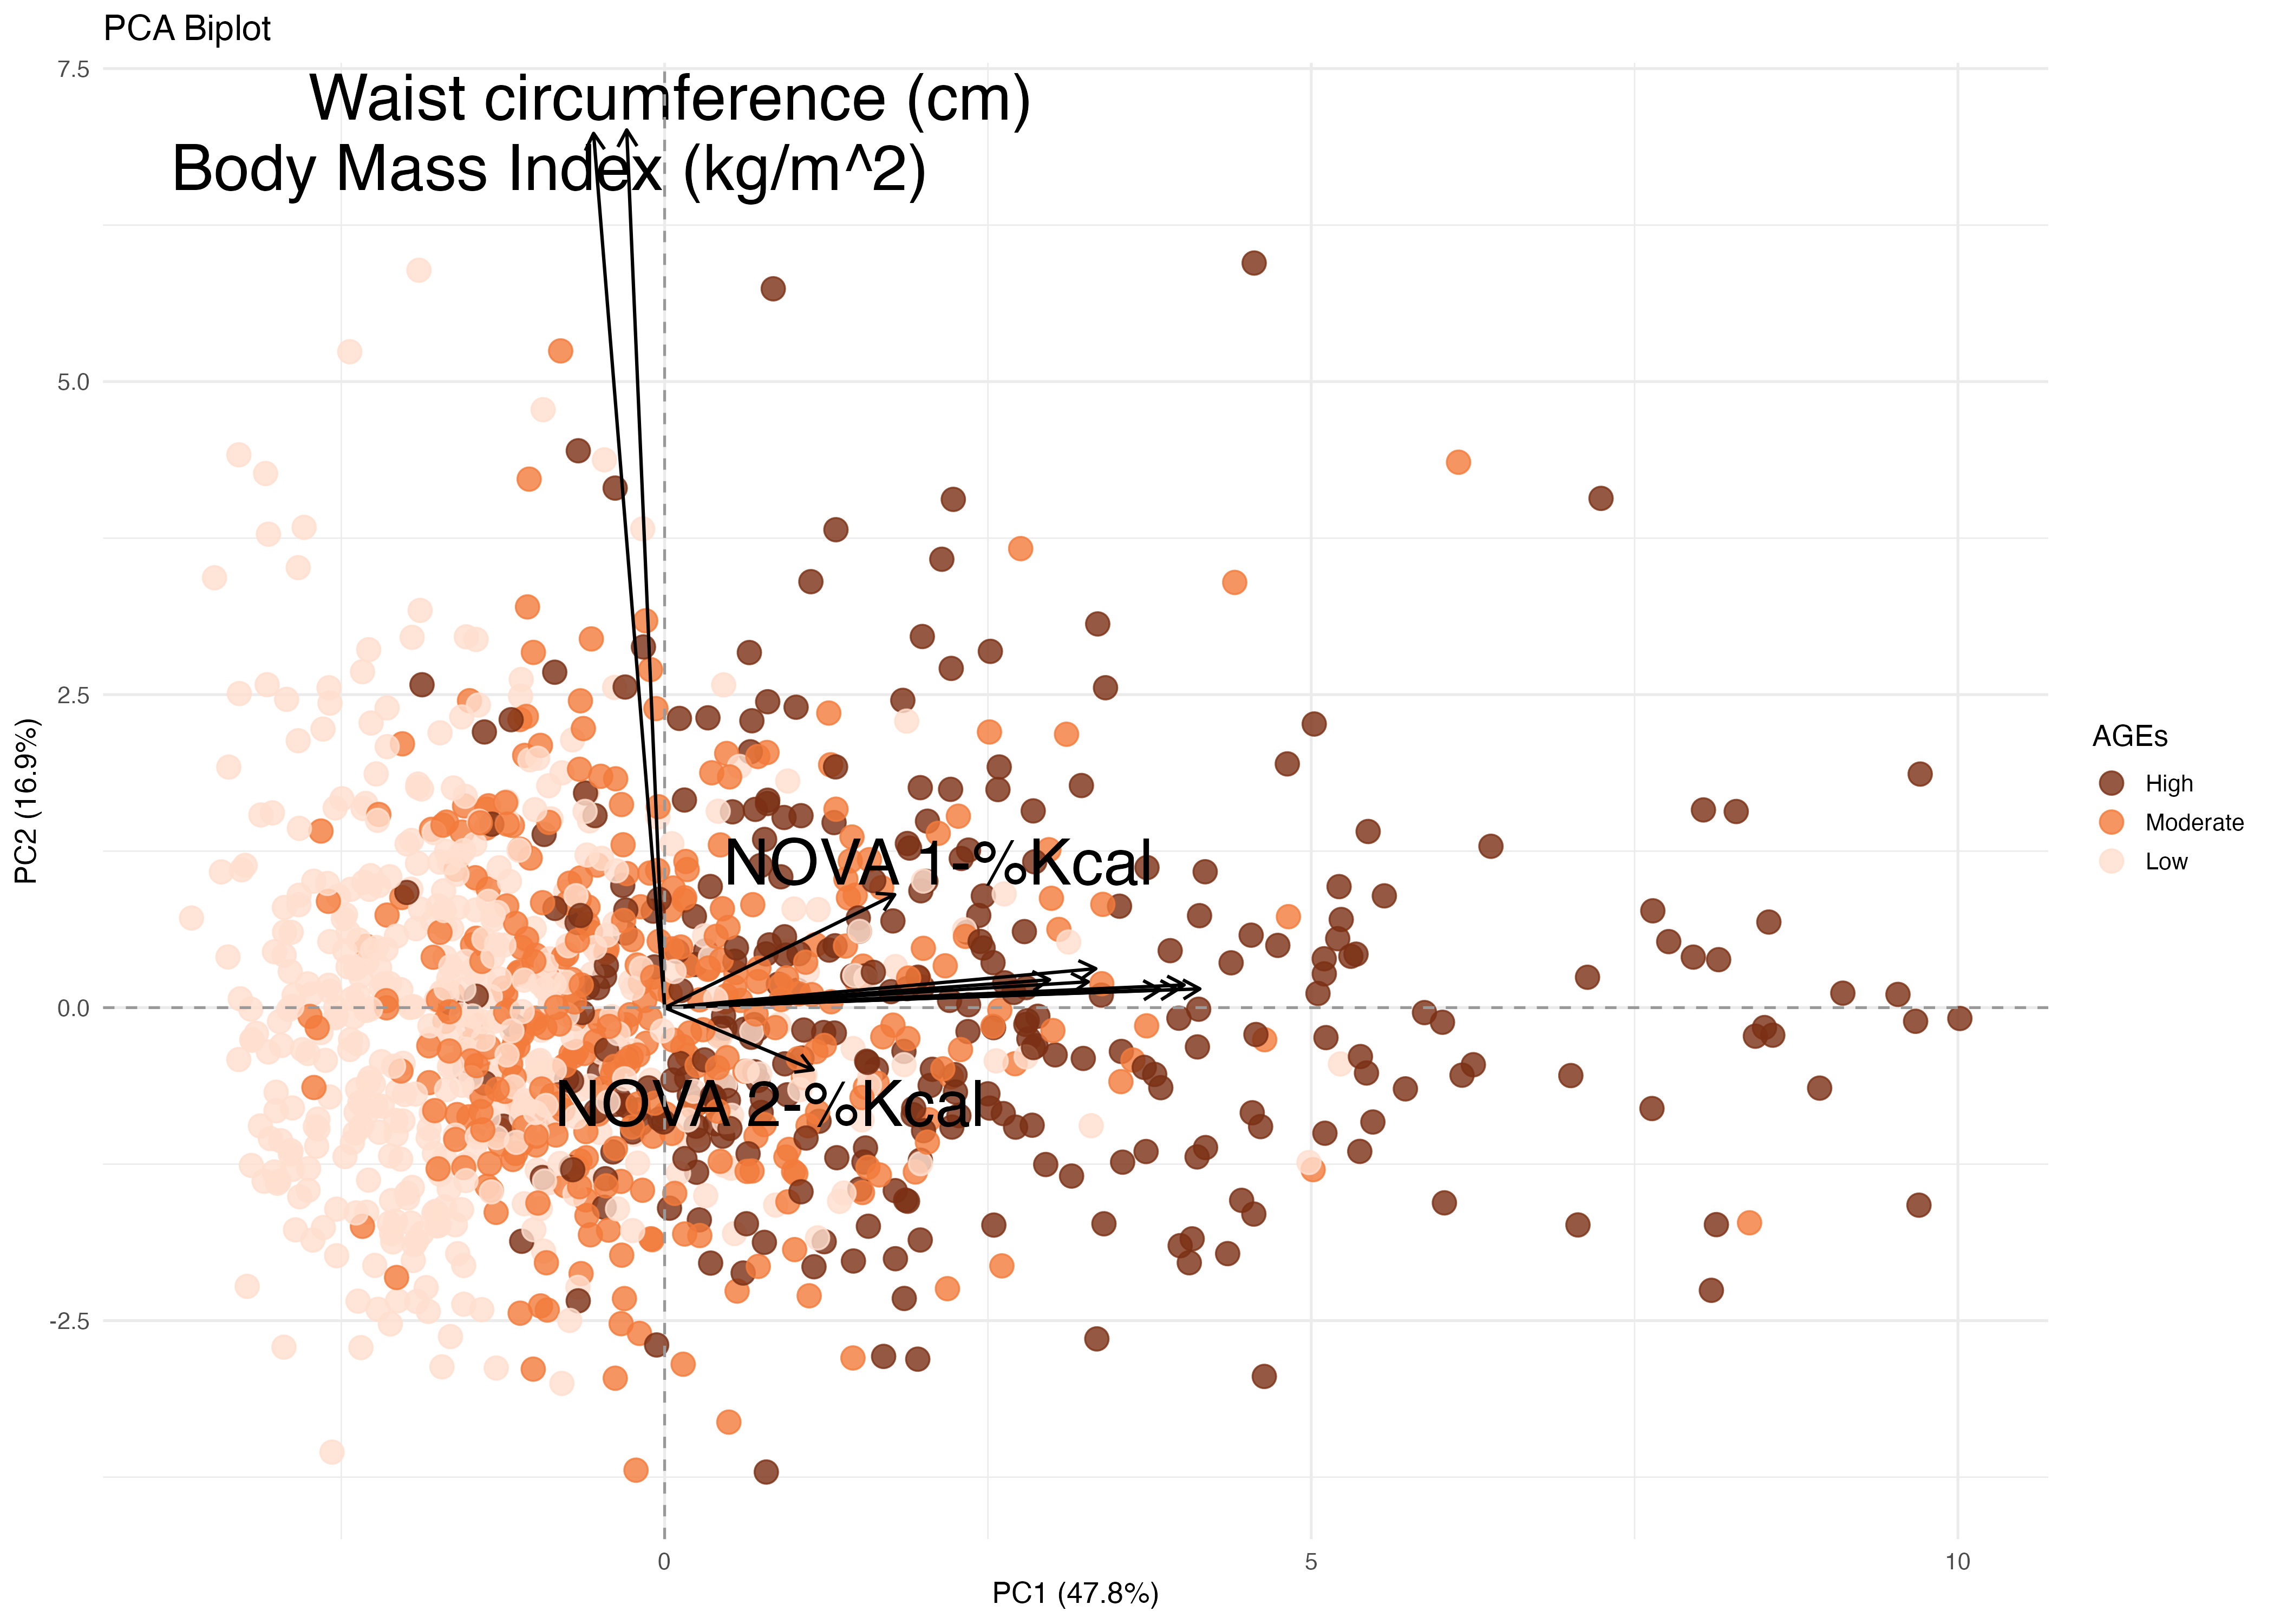 PCA Biplot
7.5
Waist circumference (cm)
Body Mass Index (kg/m^2)
5.0
2.5
NOVA 1-%Kcal
0.0
NOVA 2-%Kcal
-2.5
PC2 (16.9%)
0
5
10
PC1 (47.8%)
AGEs
High
Moderate
Low